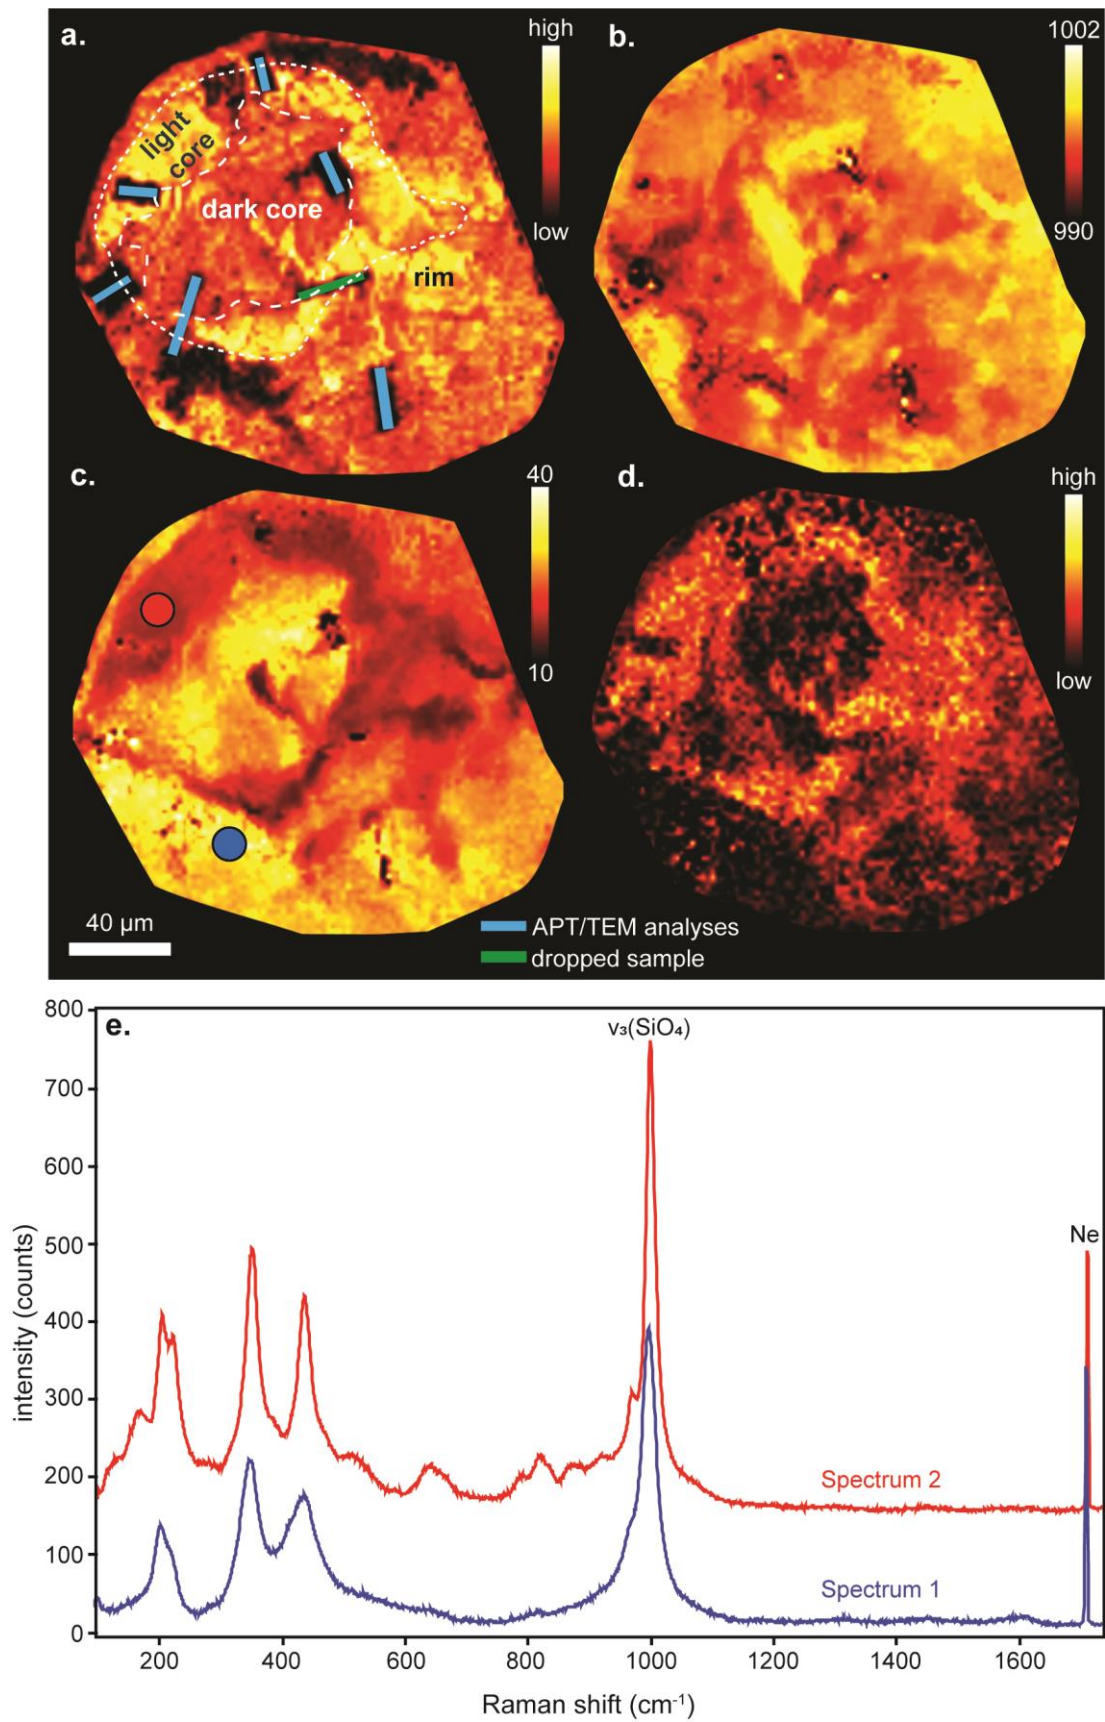 a.
high
low
light
core
dark core
rim
b.
1002
990
c.
40
10
d.
high
low
40 µm
APT/TEM analyses
dropped sample
e.
ν₃(SiO₄)
Ne
Spectrum 2
Spectrum 1
800
700
600
500
400
300
200
100
0
intensity (counts)
200 400 600 800 1000 1200 1400 1600
Raman shift (cm⁻¹)